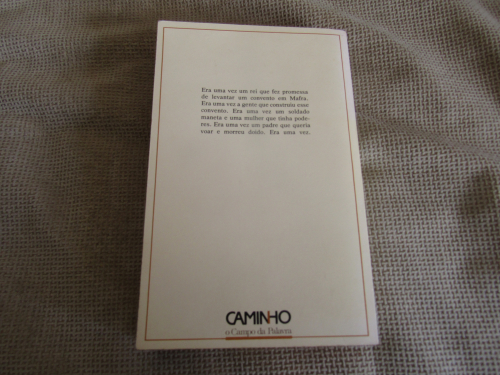 Era uma vez um rei que fez promessa
de levantar um convento em Mafra.
Era uma vez a gente que construiu esse
convento. Era uma vez um soldado
maneta e uma mulher que tinha pode-
res. Era uma vez um padre que queria
voar e morreu doido. Era uma vez.
CAMINHO
o Campo da Palavra